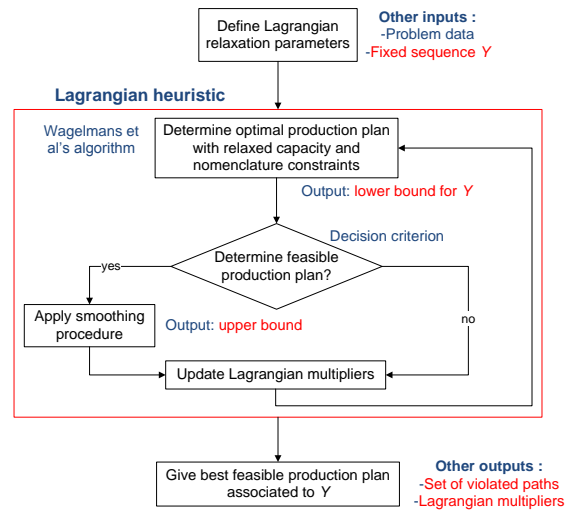 Define Lagrangian
relaxation parameters
Other inputs :
-Problem data
-Fixed sequence Y
Lagrangian heuristic
Wagelmans et
al's algorithm
Determine optimal production plan
with relaxed capacity and
nomenclature constraints
Output: lower bound for Y
Decision criterion
Determine feasible
production plan?
yes
no
Apply smoothing
procedure
Output: upper bound
Update Lagrangian multipliers
Give best feasible production plan
associated to Y
Other outputs :
-Set of violated paths
-Lagrangian multipliers